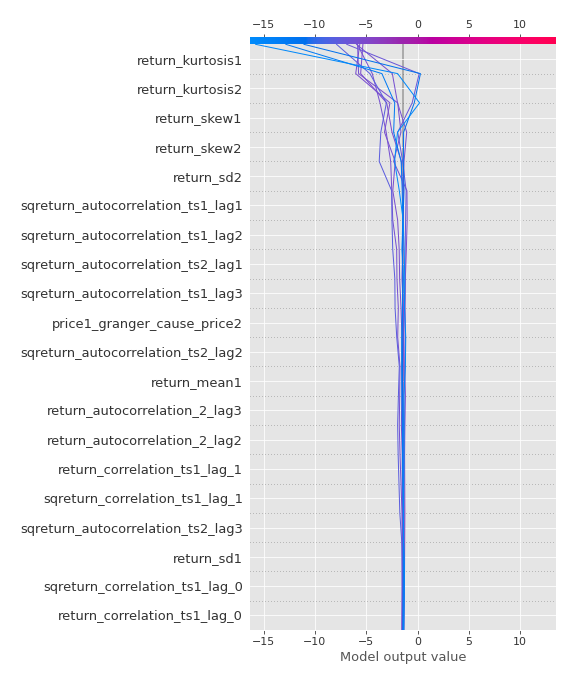 −15 −10 −5 0 5 10
return_kurtosis1
return_kurtosis2
return_skew1
return_skew2
return_sd2
sqreturn_autocorrelation_ts1_lag1
sqreturn_autocorrelation_ts1_lag2
sqreturn_autocorrelation_ts2_lag1
sqreturn_autocorrelation_ts1_lag3
price1_granger_cause_price2
sqreturn_autocorrelation_ts2_lag2
return_mean1
return_autocorrelation_2_lag3
return_autocorrelation_2_lag2
return_correlation_ts1_lag_1
sqreturn_correlation_ts1_lag_1
sqreturn_autocorrelation_ts2_lag3
return_sd1
sqreturn_correlation_ts1_lag_0
return_correlation_ts1_lag_0
−15 −10 −5 0 5 10
Model output value